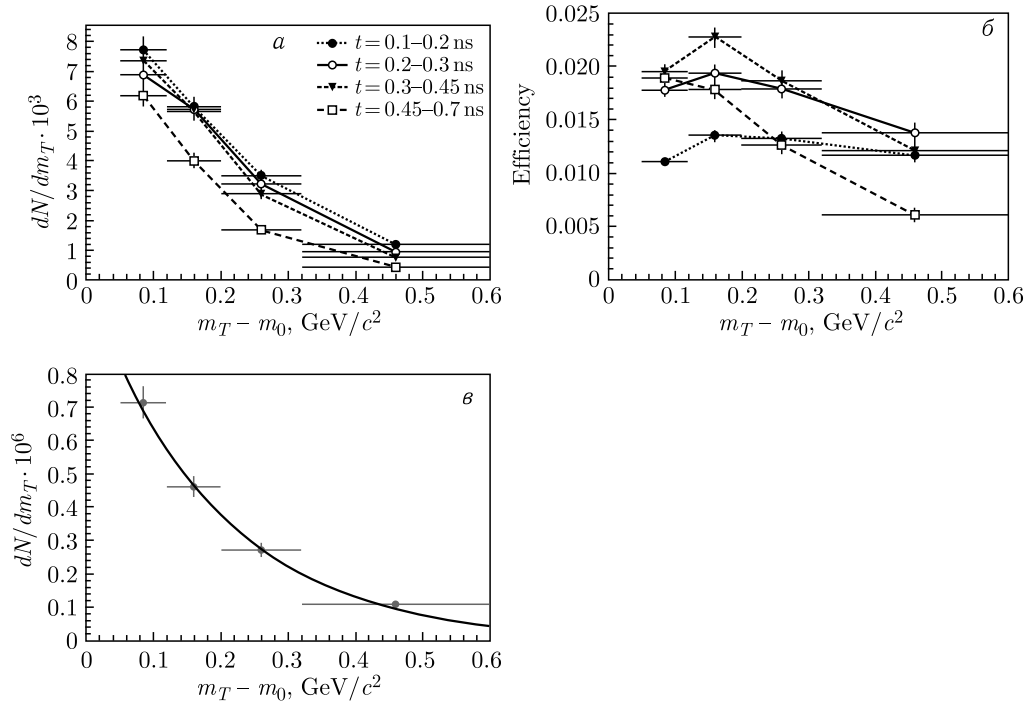 а
t = 0.1–0.2 ns
t = 0.2–0.3 ns
t = 0.3–0.45 ns
t = 0.45–0.7 ns
dN/dm_T · 10^3
8
7
6
5
4
3
2
1
0
0 0.1 0.2 0.3 0.4 0.5 0.6
m_T – m_0, GeV/c^2
б
Efficiency
0.025
0.020
0.015
0.010
0.005
0
0 0.1 0.2 0.3 0.4 0.5 0.6
m_T – m_0, GeV/c^2
в
dN/dm_T · 10^6
0.8
0.7
0.6
0.5
0.4
0.3
0.2
0.1
0
0 0.1 0.2 0.3 0.4 0.5 0.6
m_T – m_0, GeV/c^2